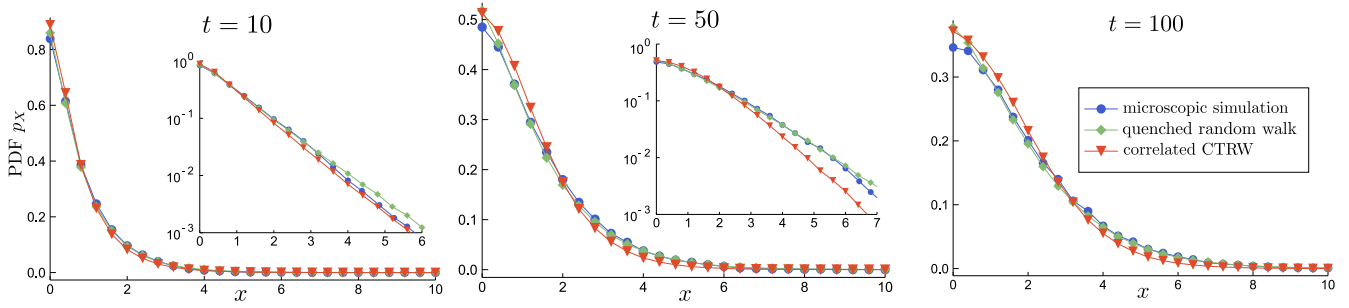 t = 10
PDF p_X
0.8
0.6
0.4
0.2
0.0
0 2 4 6 8 10
x
10^0
10^-1
10^-2
10^-3
0 1 2 3 4 5 6
t = 50
0.5
0.4
0.3
0.2
0.1
0.0
0 2 4 6 8 10
x
10^0
10^-1
10^-2
10^-3
0 1 2 3 4 5 6 7
t = 100
0.3
0.2
0.1
0.0
0 2 4 6 8 10
x
microscopic simulation
quenched random walk
correlated CTRW